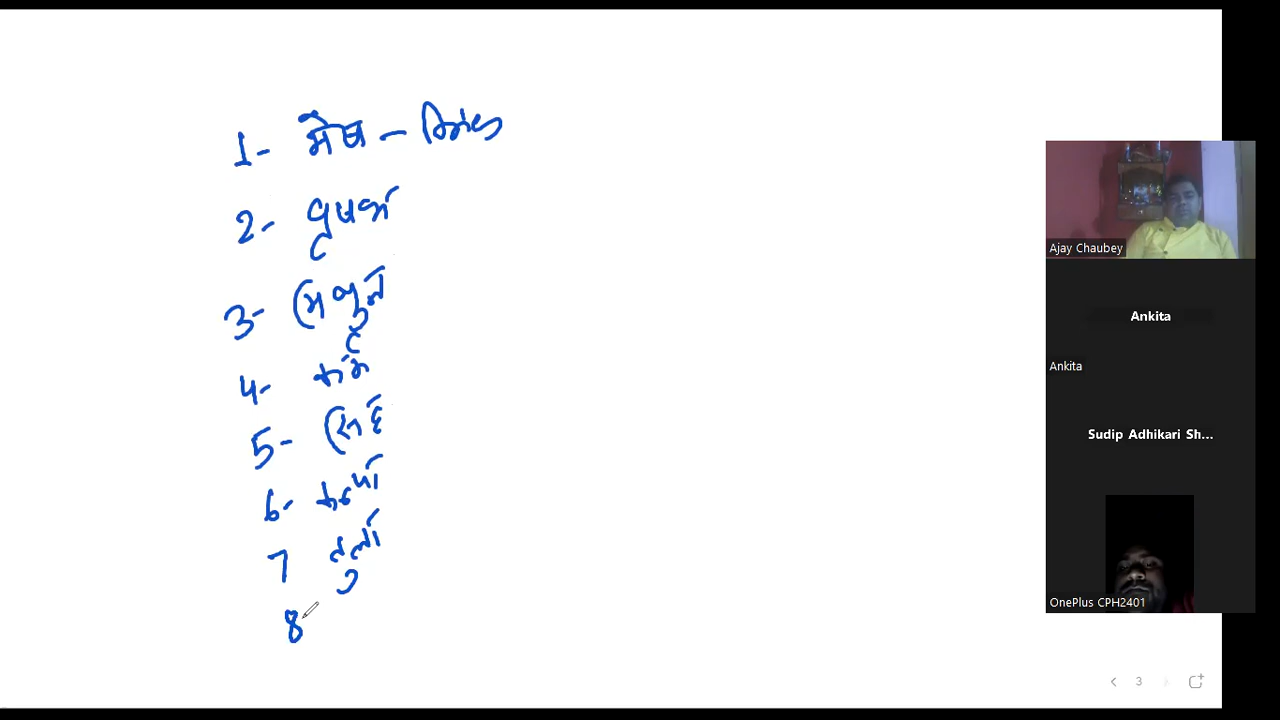 1- मेष - Aries
2- वृषभ
3- मिथुन
4- कर्क
5- सिंह
6- कन्या
7 तुला
8
Ajay Chaubey
Ankita
Ankita
Sudip Adhikari Sh...
OnePlus CPH2401
3